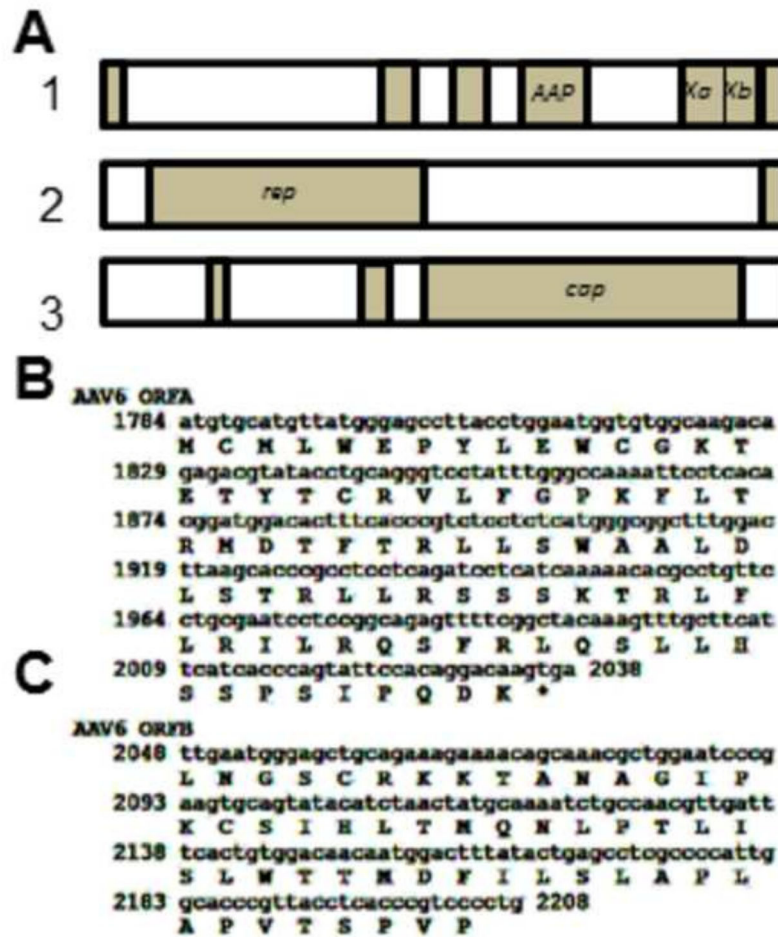 A
1 AAP Xa Xb
2 rep
3 cap
B
AAV6 ORFA
1784 atgtgcatgttatgggagccttacctggaatggtgtggcaagaca
M C M L W E P Y L E W C G K T
1829 gagacgtatacctgcagggtcctatttgggccaaaattcctcaca
E T Y T C R V L F G P K F L T
1874 cggatggacactttcacccgtctcctctcatgggcggctttggac
R M D T F T R L L S W A A L D
1919 ttaagcacccgcctcctcagatcctcatcaaaaacacgcctgttc
L S T R L L R S S S K T R L F
1964 ctgcgaatcctccggcagagttttcggctacaaagtttgcttcat
L R I L R Q S F R L Q S L L H
2009 tcatcacccagtattccacaggacaagtga 2038
S S P S I P Q D K *
C
AAV6 ORFB
2048 ttgaatgggagctgcagaaagaaaacagcaaacgctggaatcccg
L N G S C R K K T A N A G I P
2093 aagtgcagtatacatctaactatgcaaaatctgccaacgttgatt
K C S I H L T M Q N L P T L I
2138 tcactgtggacaacaatggactttatactgagcctcgccccattg
S L W T T M D F I L S L A P L
2183 gcacccgttacctcacccgtcccctg 2208
A P V T S P V P